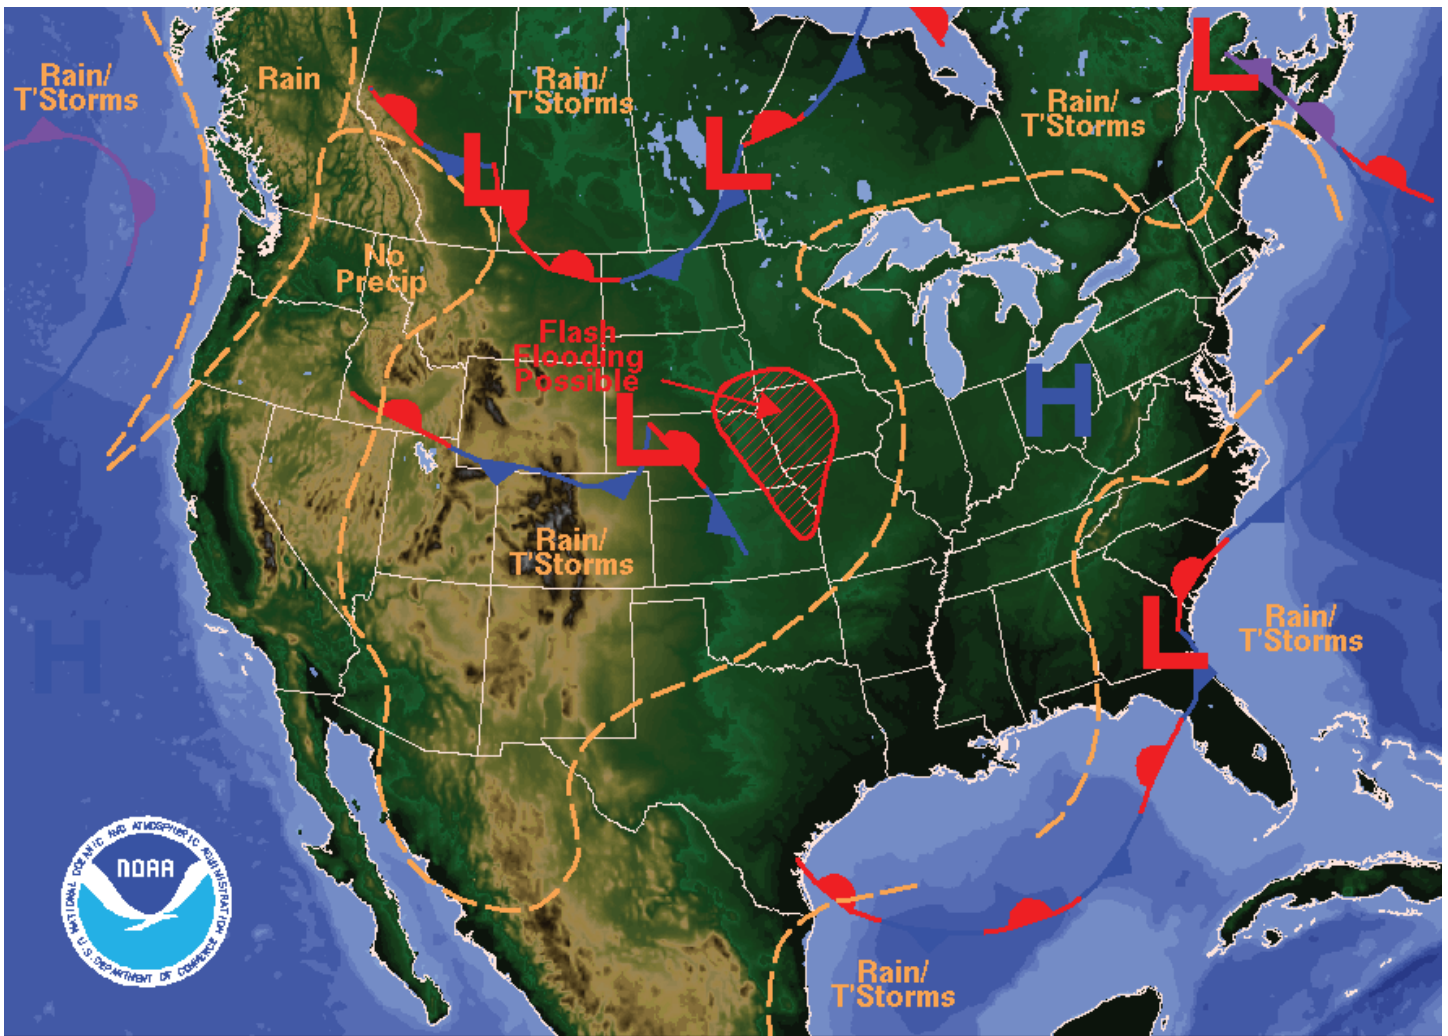 Rain/
T'Storms
Rain
Rain/
T'Storms
L
Rain/
T'Storms
L
L
No
Precip
Flash
Flooding
Possible
H
L
Rain/
T'Storms
L
Rain/
T'Storms
H
NATIONAL OCEANIC AND ATMOSPHERIC ADMINISTRATION
NOAA
U.S. DEPARTMENT OF COMMERCE
Rain/
T'Storms